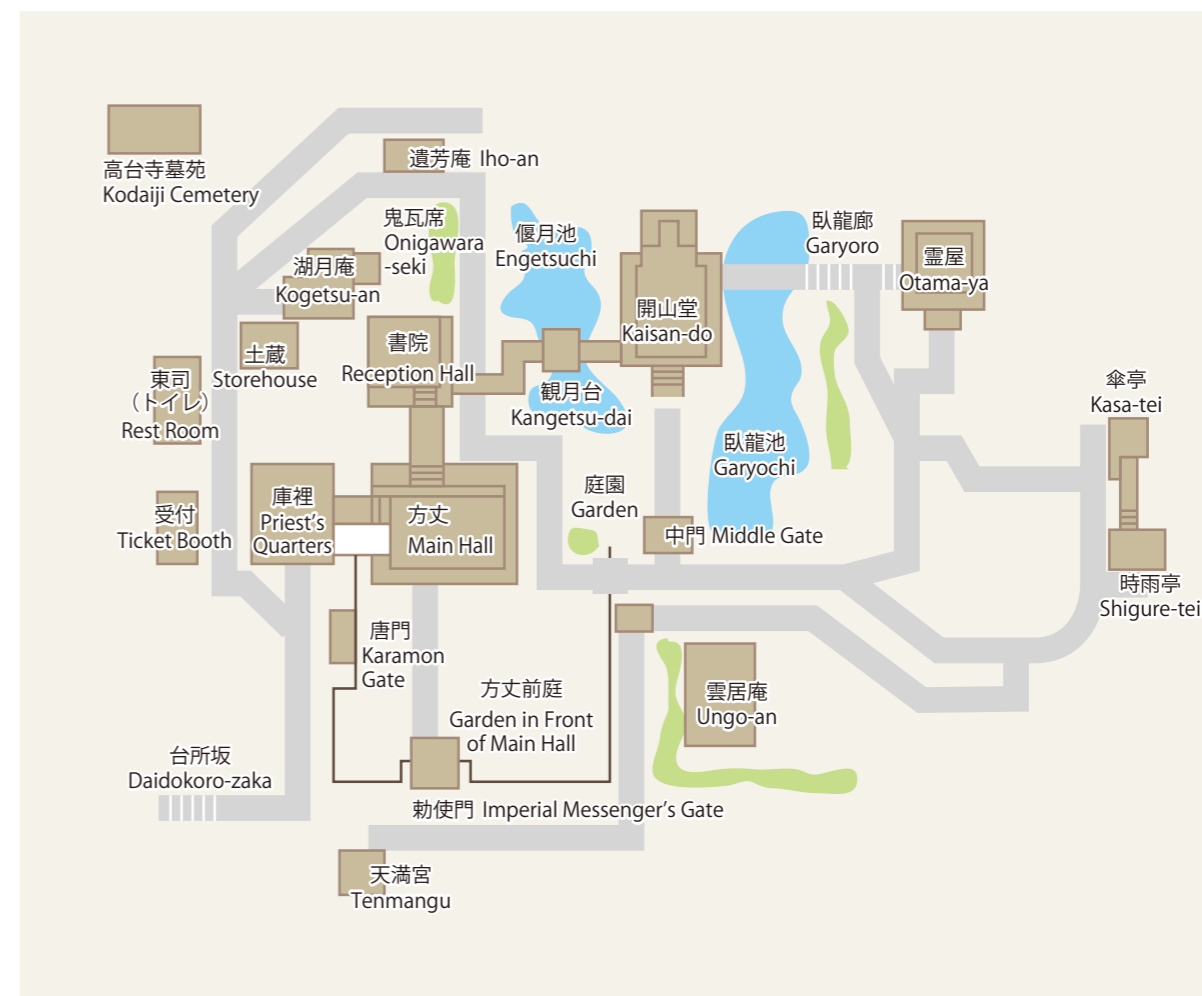 高台寺墓苑
Kodaiji Cemetery
遺芳庵 Iho-an
鬼瓦席
Onigawara
-seki
偃月池
Engetsuchi
臥龍廊
Garyoro
霊屋
Otama-ya
湖月庵
Kogetsu-an
開山堂
Kaisan-do
書院
Reception Hall
土蔵
Storehouse
東司
（トイレ）
Rest Room
観月台
Kangetsu-dai
傘亭
Kasa-tei
臥龍池
Garyochi
庭園
Garden
庫裡
Priest's
Quarters
方丈
Main Hall
受付
Ticket Booth
中門 Middle Gate
時雨亭
Shigure-tei
唐門
Karamon
Gate
方丈前庭
Garden in Front
of Main Hall
雲居庵
Ungo-an
台所坂
Daidokoro-zaka
勅使門 Imperial Messenger's Gate
天満宮
Tenmangu